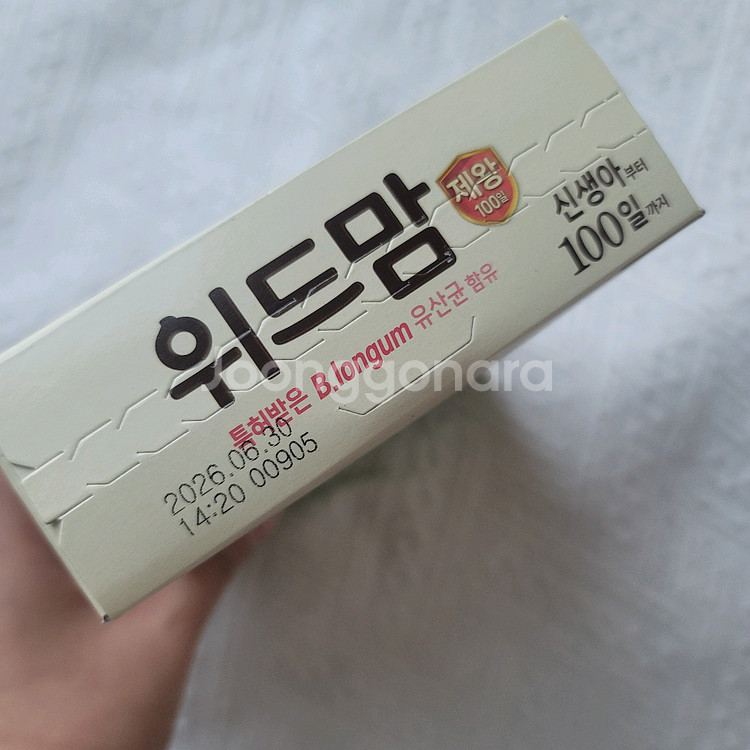 위드맘
제왕
100일
신생아부터
100일까지
특허받은 B.longum 유산균 함유
2026.06.30
14:20 00905
Joonggonara